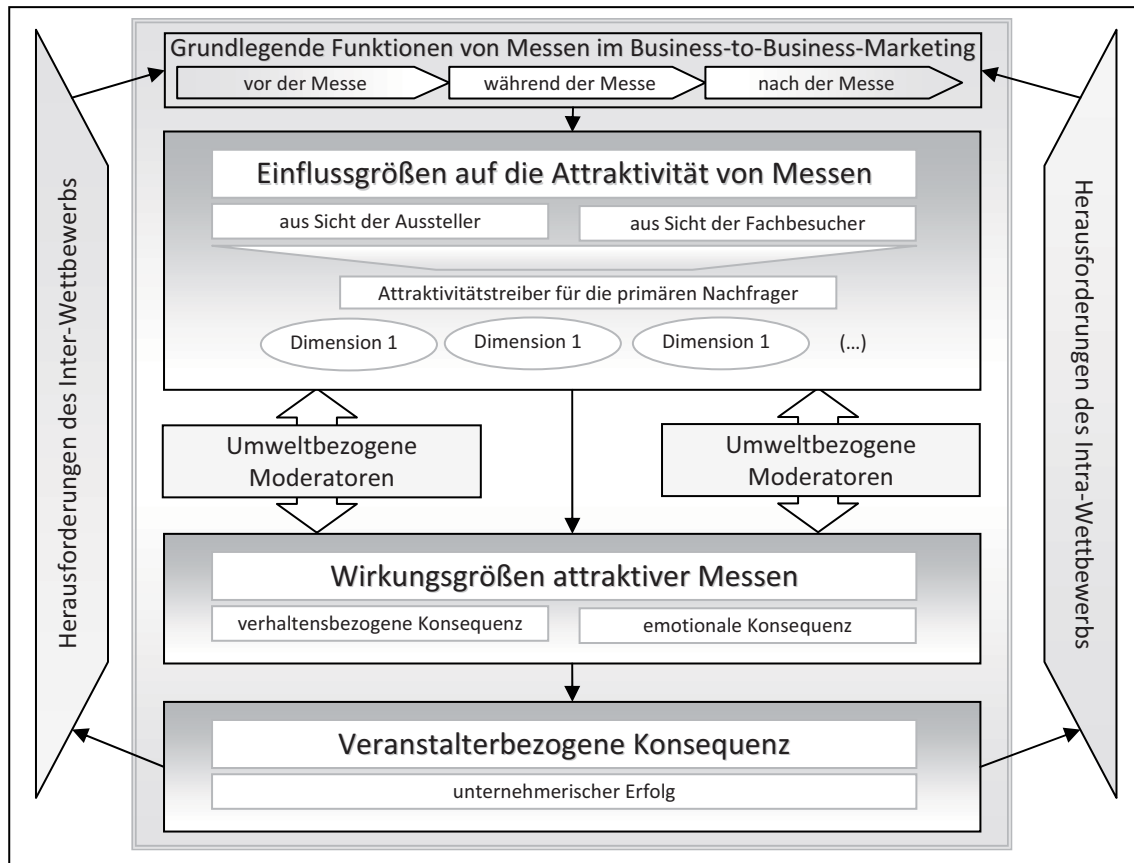 Grundlegende Funktionen von Messen im Business-to-Business-Marketing
vor der Messe
während der Messe
nach der Messe
Einflussgrößen auf die Attraktivität von Messen
aus Sicht der Aussteller
aus Sicht der Fachbesucher
Attraktivitätstreiber für die primären Nachfrager
Dimension 1
Dimension 1
Dimension 1
(...)
Umweltbezogene
Moderatoren
Umweltbezogene
Moderatoren
Wirkungsgrößen attraktiver Messen
verhaltensbezogene Konsequenz
emotionale Konsequenz
Veranstalterbezogene Konsequenz
unternehmerischer Erfolg
Herausforderungen des Inter-Wettbewerbs
Herausforderungen des Intra-Wettbewerbs